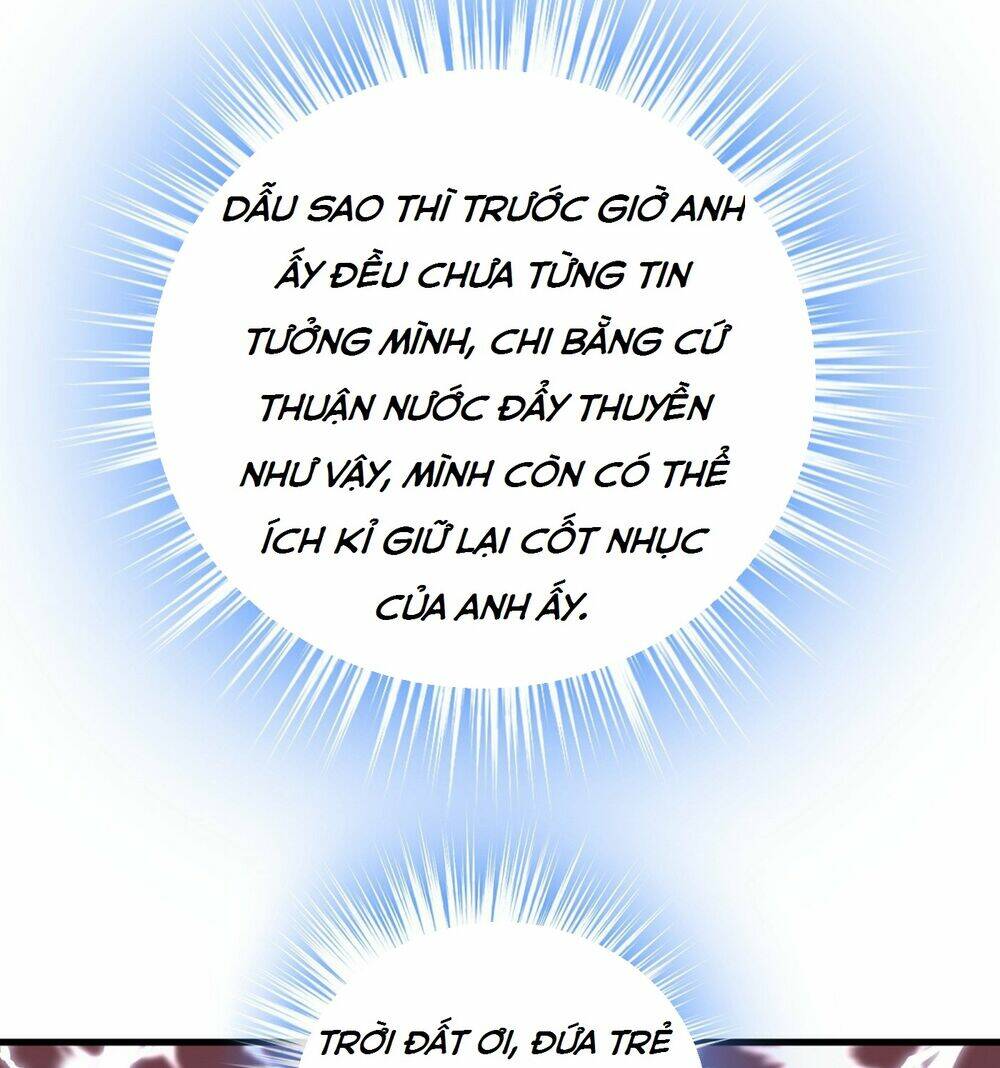 DẪU SAO THÌ TRƯỚC GIỜ ANH
ẤY ĐỀU CHƯA TỪNG TIN
TƯỞNG MÌNH, CHI BẰNG CỨ
THUẬN NƯỚC ĐẨY THUYỀN
NHƯ VẬY, MÌNH CÒN CÓ THỂ
ÍCH KỈ GIỮ LẠI CỐT NHỤC
CỦA ANH ẤY.
TRỜI ĐẤT ƠI, ĐỨA TRẺ